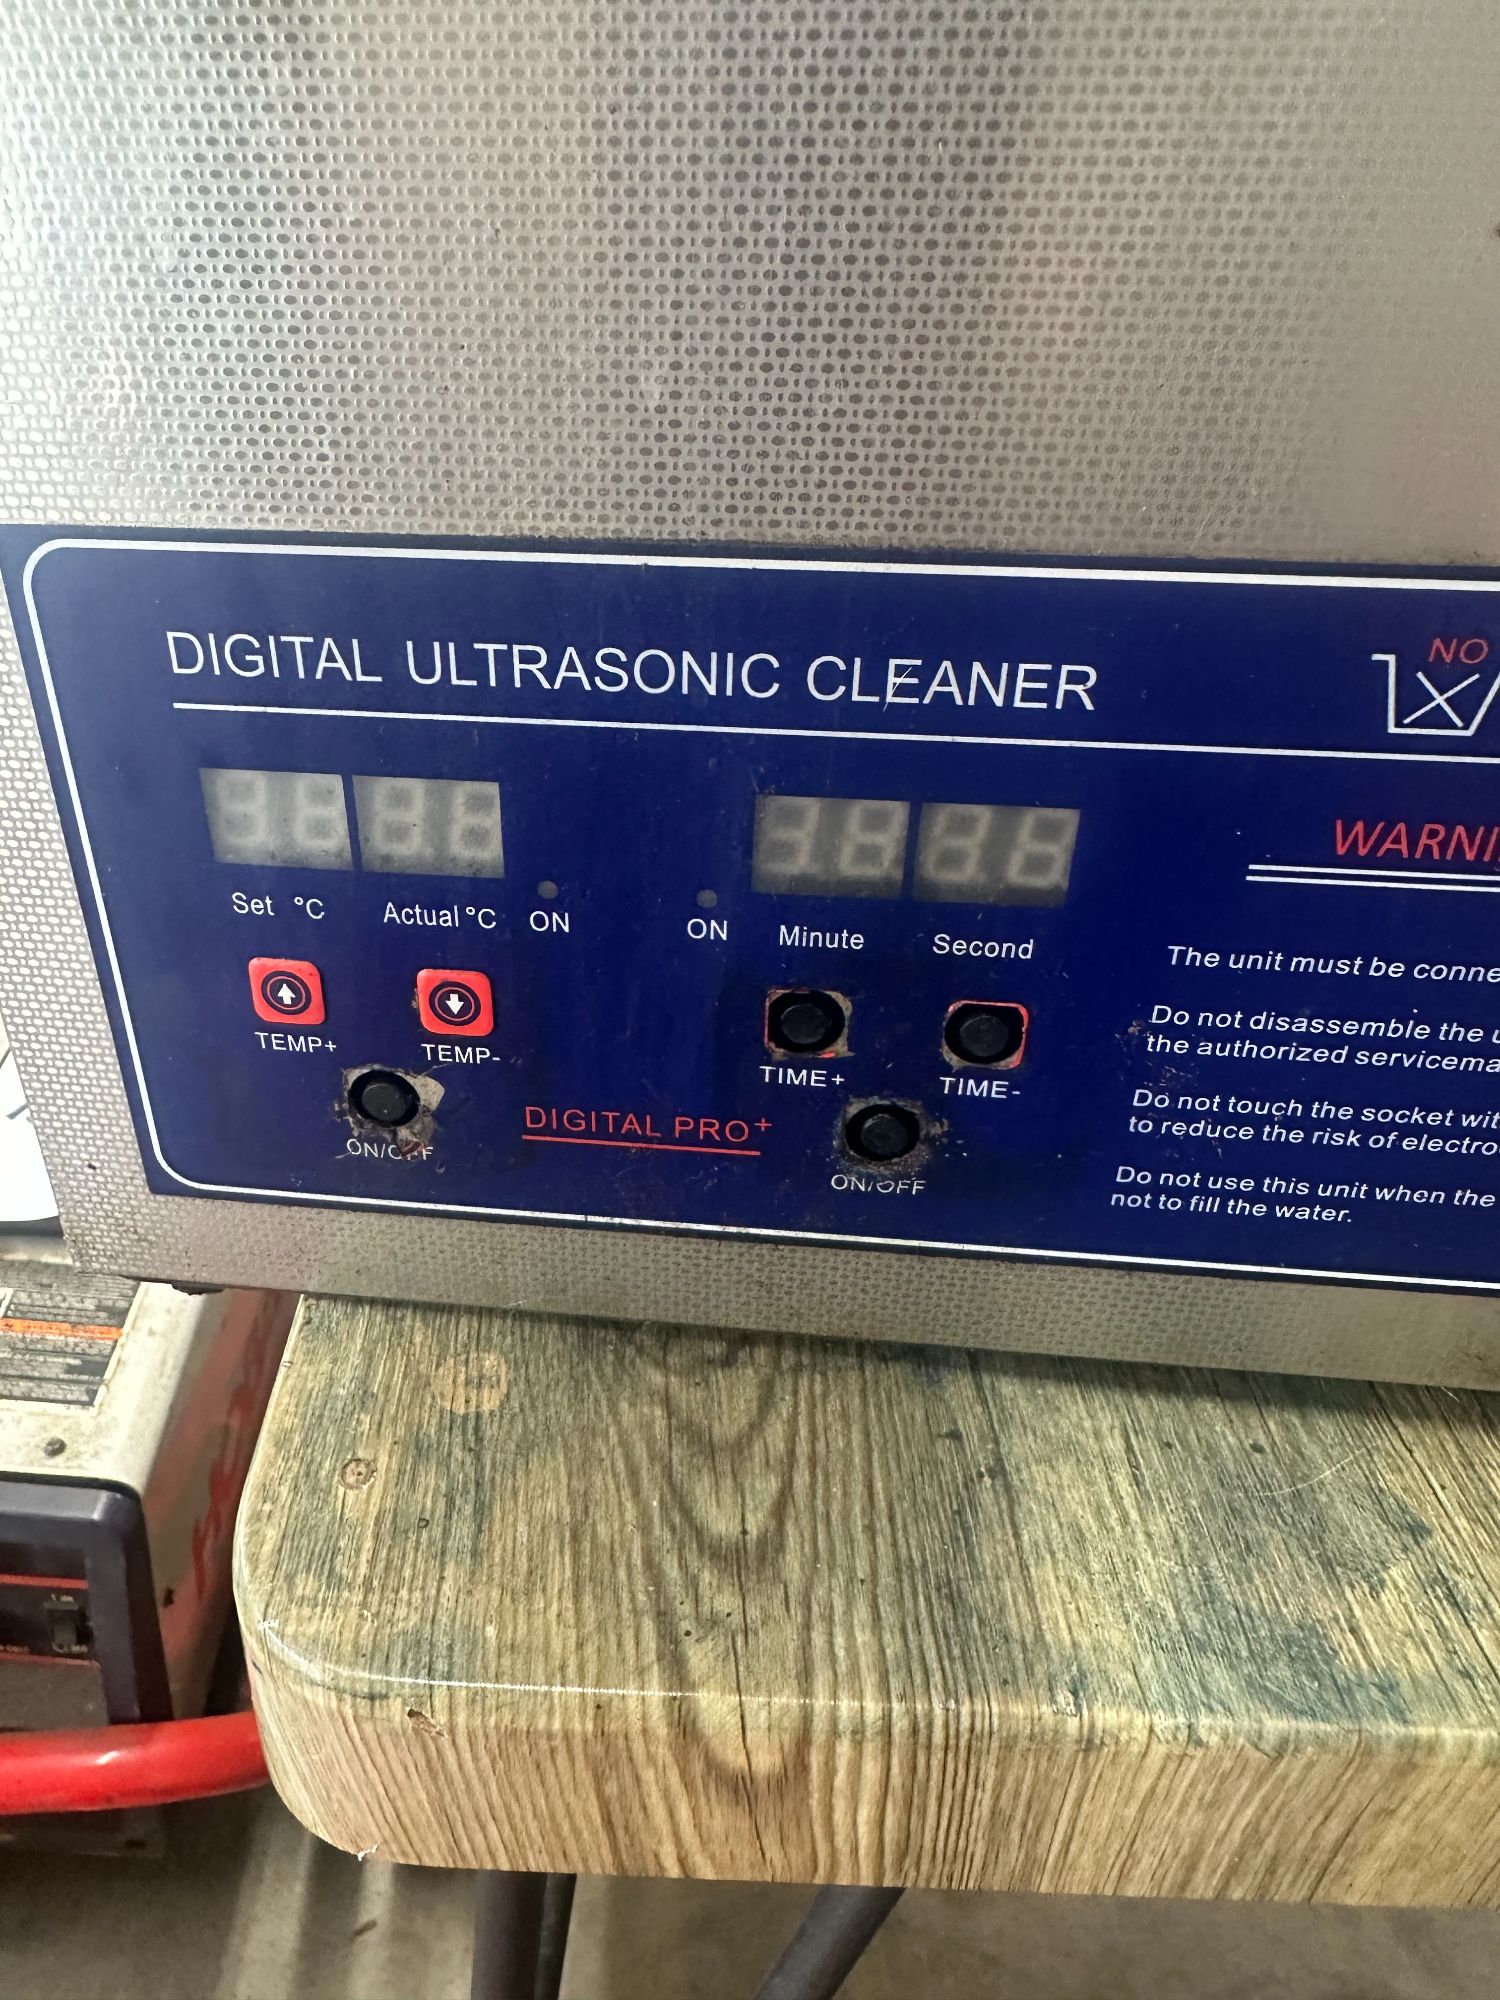 DIGITAL ULTRASONIC CLEANER
NO
WARNI
Set °C
Actual °C
ON
ON
Minute
Second
TEMP+
TEMP-
TIME+
TIME-
ON/OFF
DIGITAL PRO+
ON/OFF
The unit must be conne
Do not disassemble the u
the authorized servicema
Do not touch the socket wit
to reduce the risk of electro
Do not use this unit when the
not to fill the water.